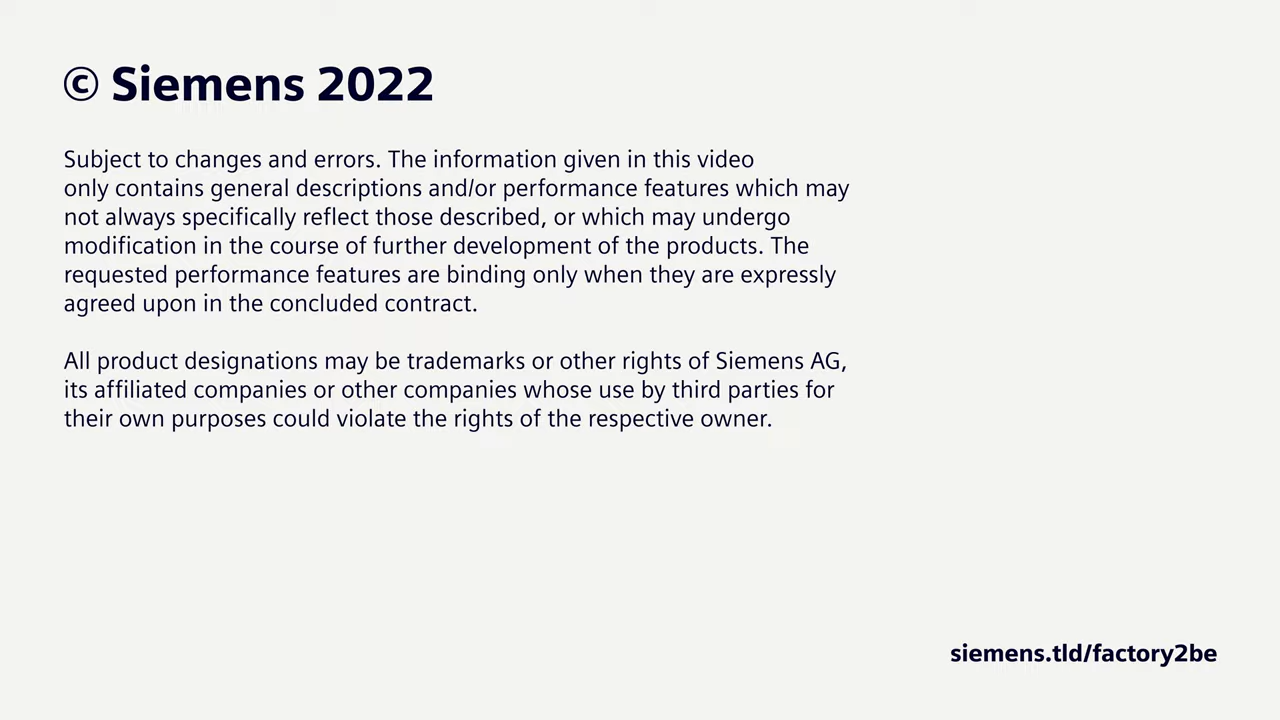 © Siemens 2022
Subject to changes and errors. The information given in this video
only contains general descriptions and/or performance features which may
not always specifically reflect those described, or which may undergo
modification in the course of further development of the products. The
requested performance features are binding only when they are expressly
agreed upon in the concluded contract.
All product designations may be trademarks or other rights of Siemens AG,
its affiliated companies or other companies whose use by third parties for
their own purposes could violate the rights of the respective owner.
siemens.tld/factory2be